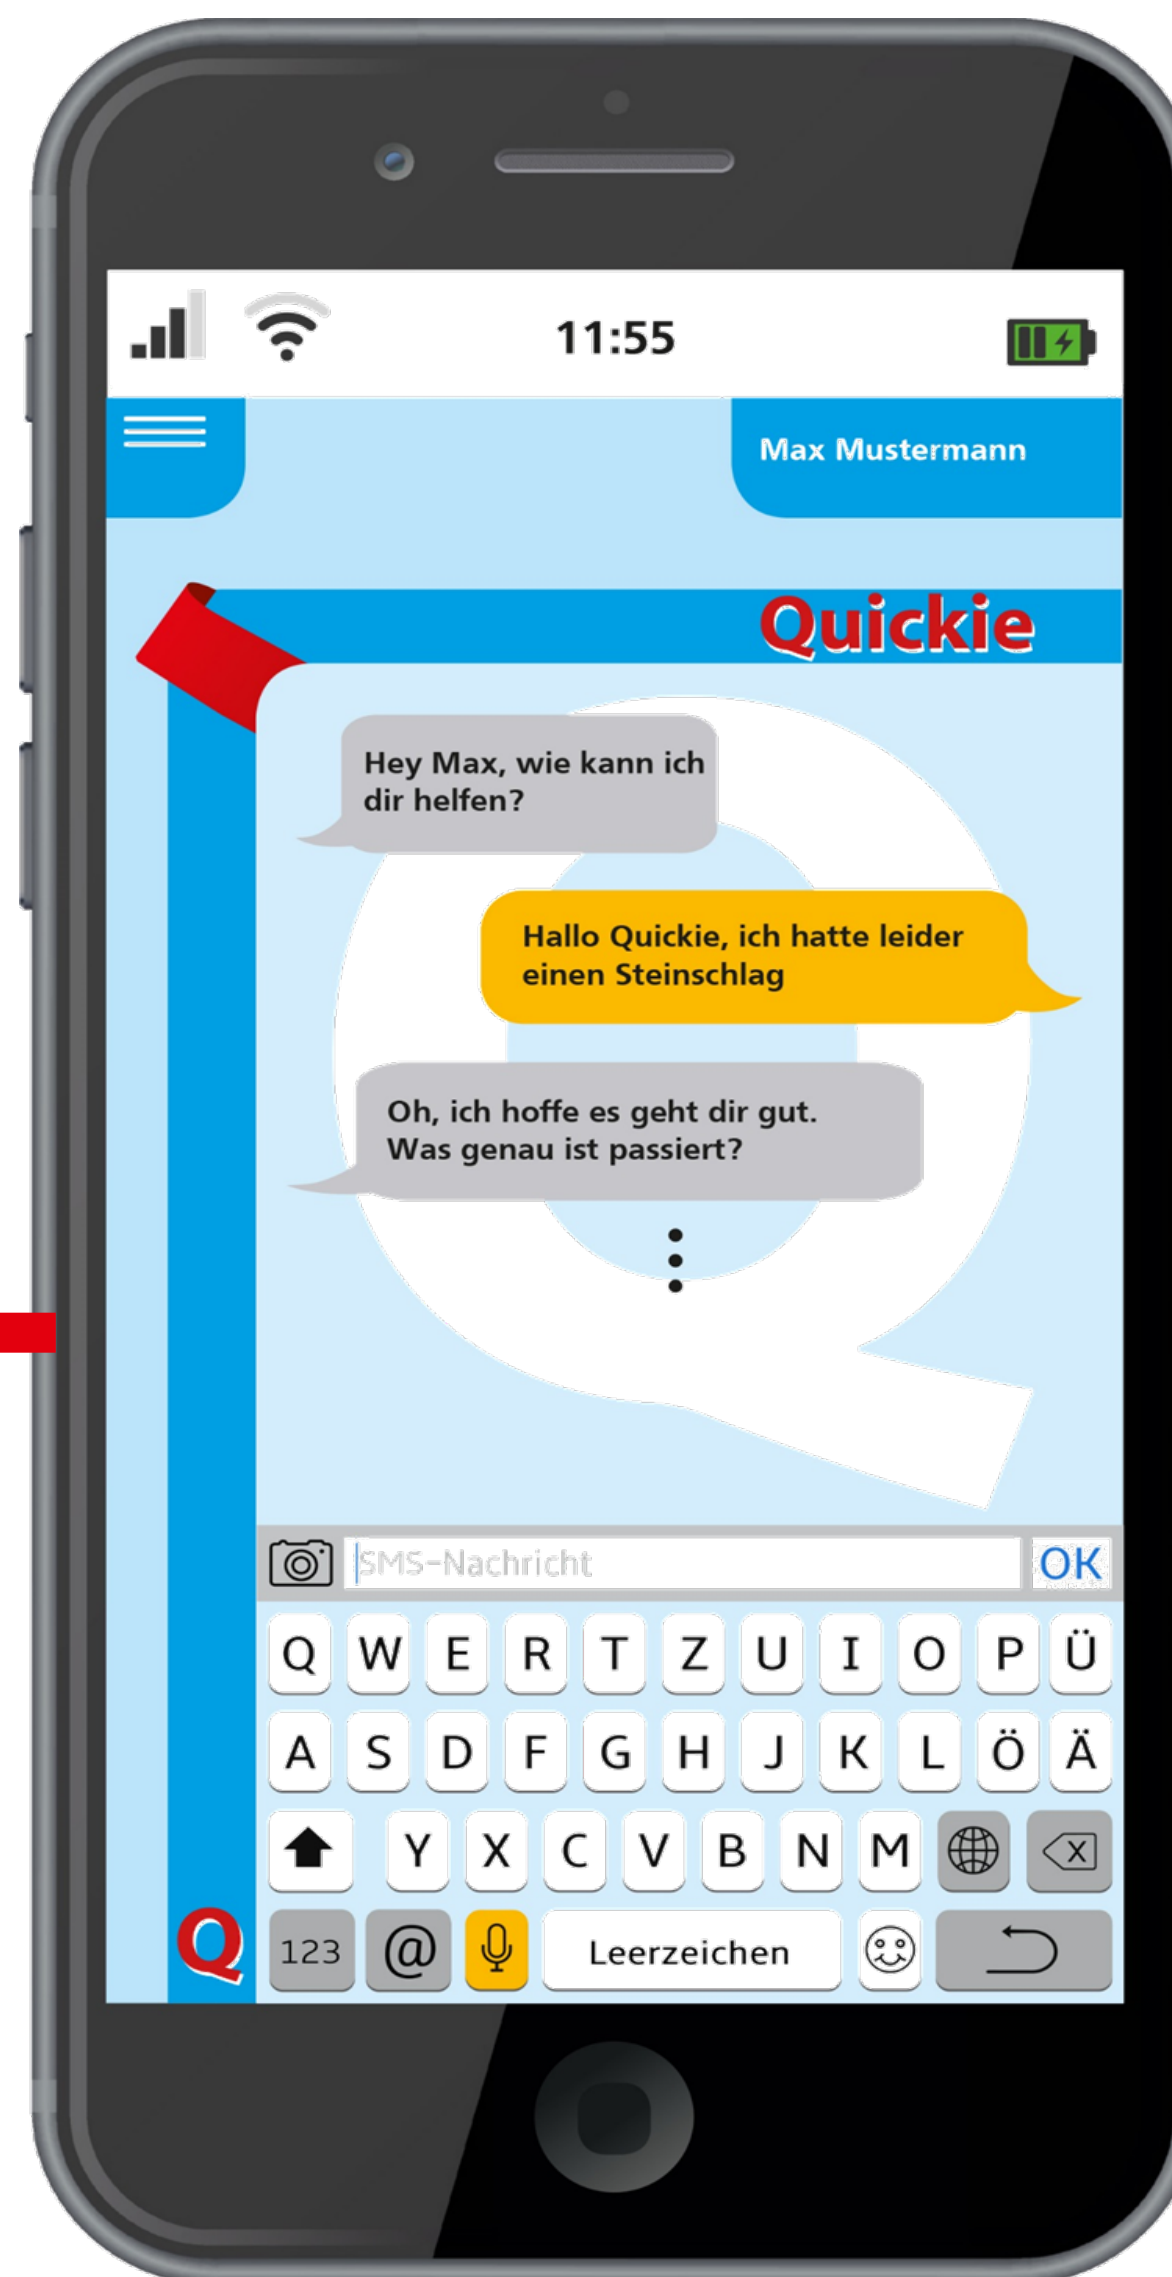 11:55
Max Mustermann
Quickie
Hey Max, wie kann ich
dir helfen?
Hallo Quickie, ich hatte leider
einen Steinschlag
Oh, ich hoffe es geht dir gut.
Was genau ist passiert?
SMS-Nachricht OK
Q W E R T Z U I O P Ü
A S D F G H J K L Ö Ä
Y X C V B N M
Q 123 @ Leerzeichen